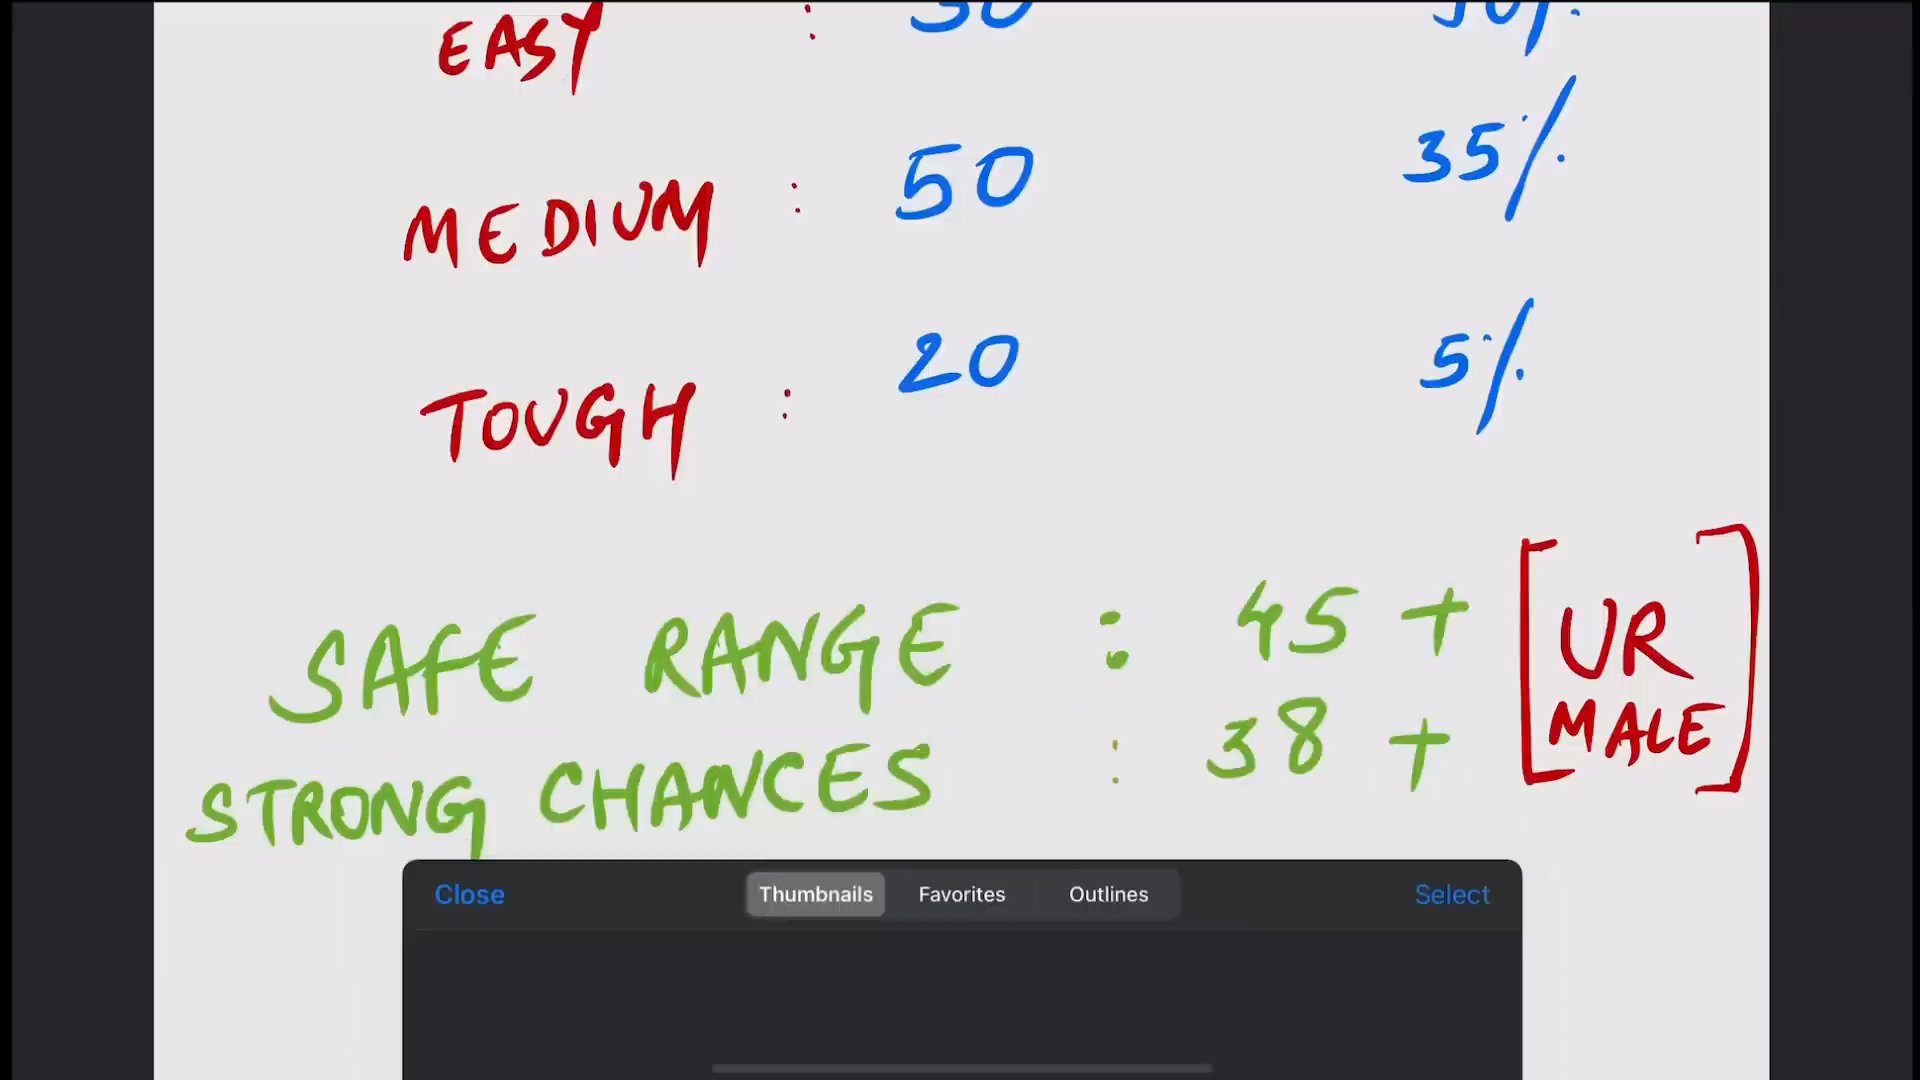 EASY : 30
MEDIUM : 50 35%
TOUGH : 20 5%
SAFE RANGE : 45 +
STRONG CHANCES : 38 +
[UR
MALE]
Close Thumbnails Favorites Outlines Select